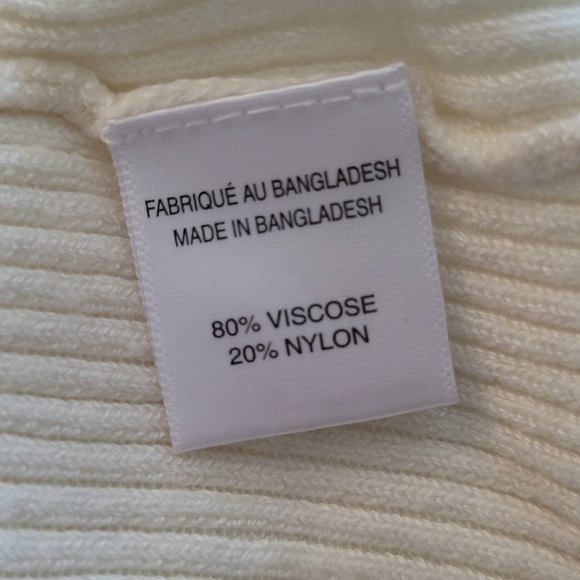 FABRIQUÉ AU BANGLADESH
MADE IN BANGLADESH
80% VISCOSE
20% NYLON